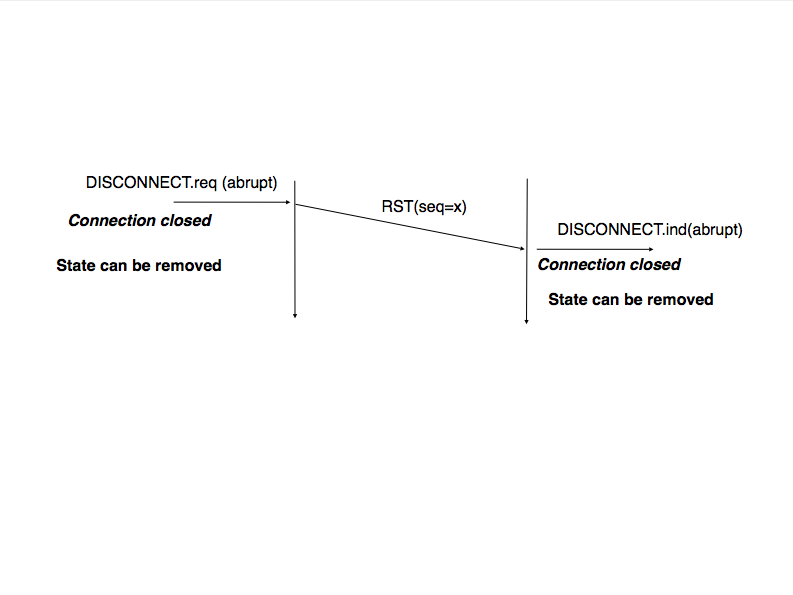 DISCONNECT.req (abrupt)
Connection closed
State can be removed
RST(seq=x)
DISCONNECT.ind(abrupt)
Connection closed
State can be removed